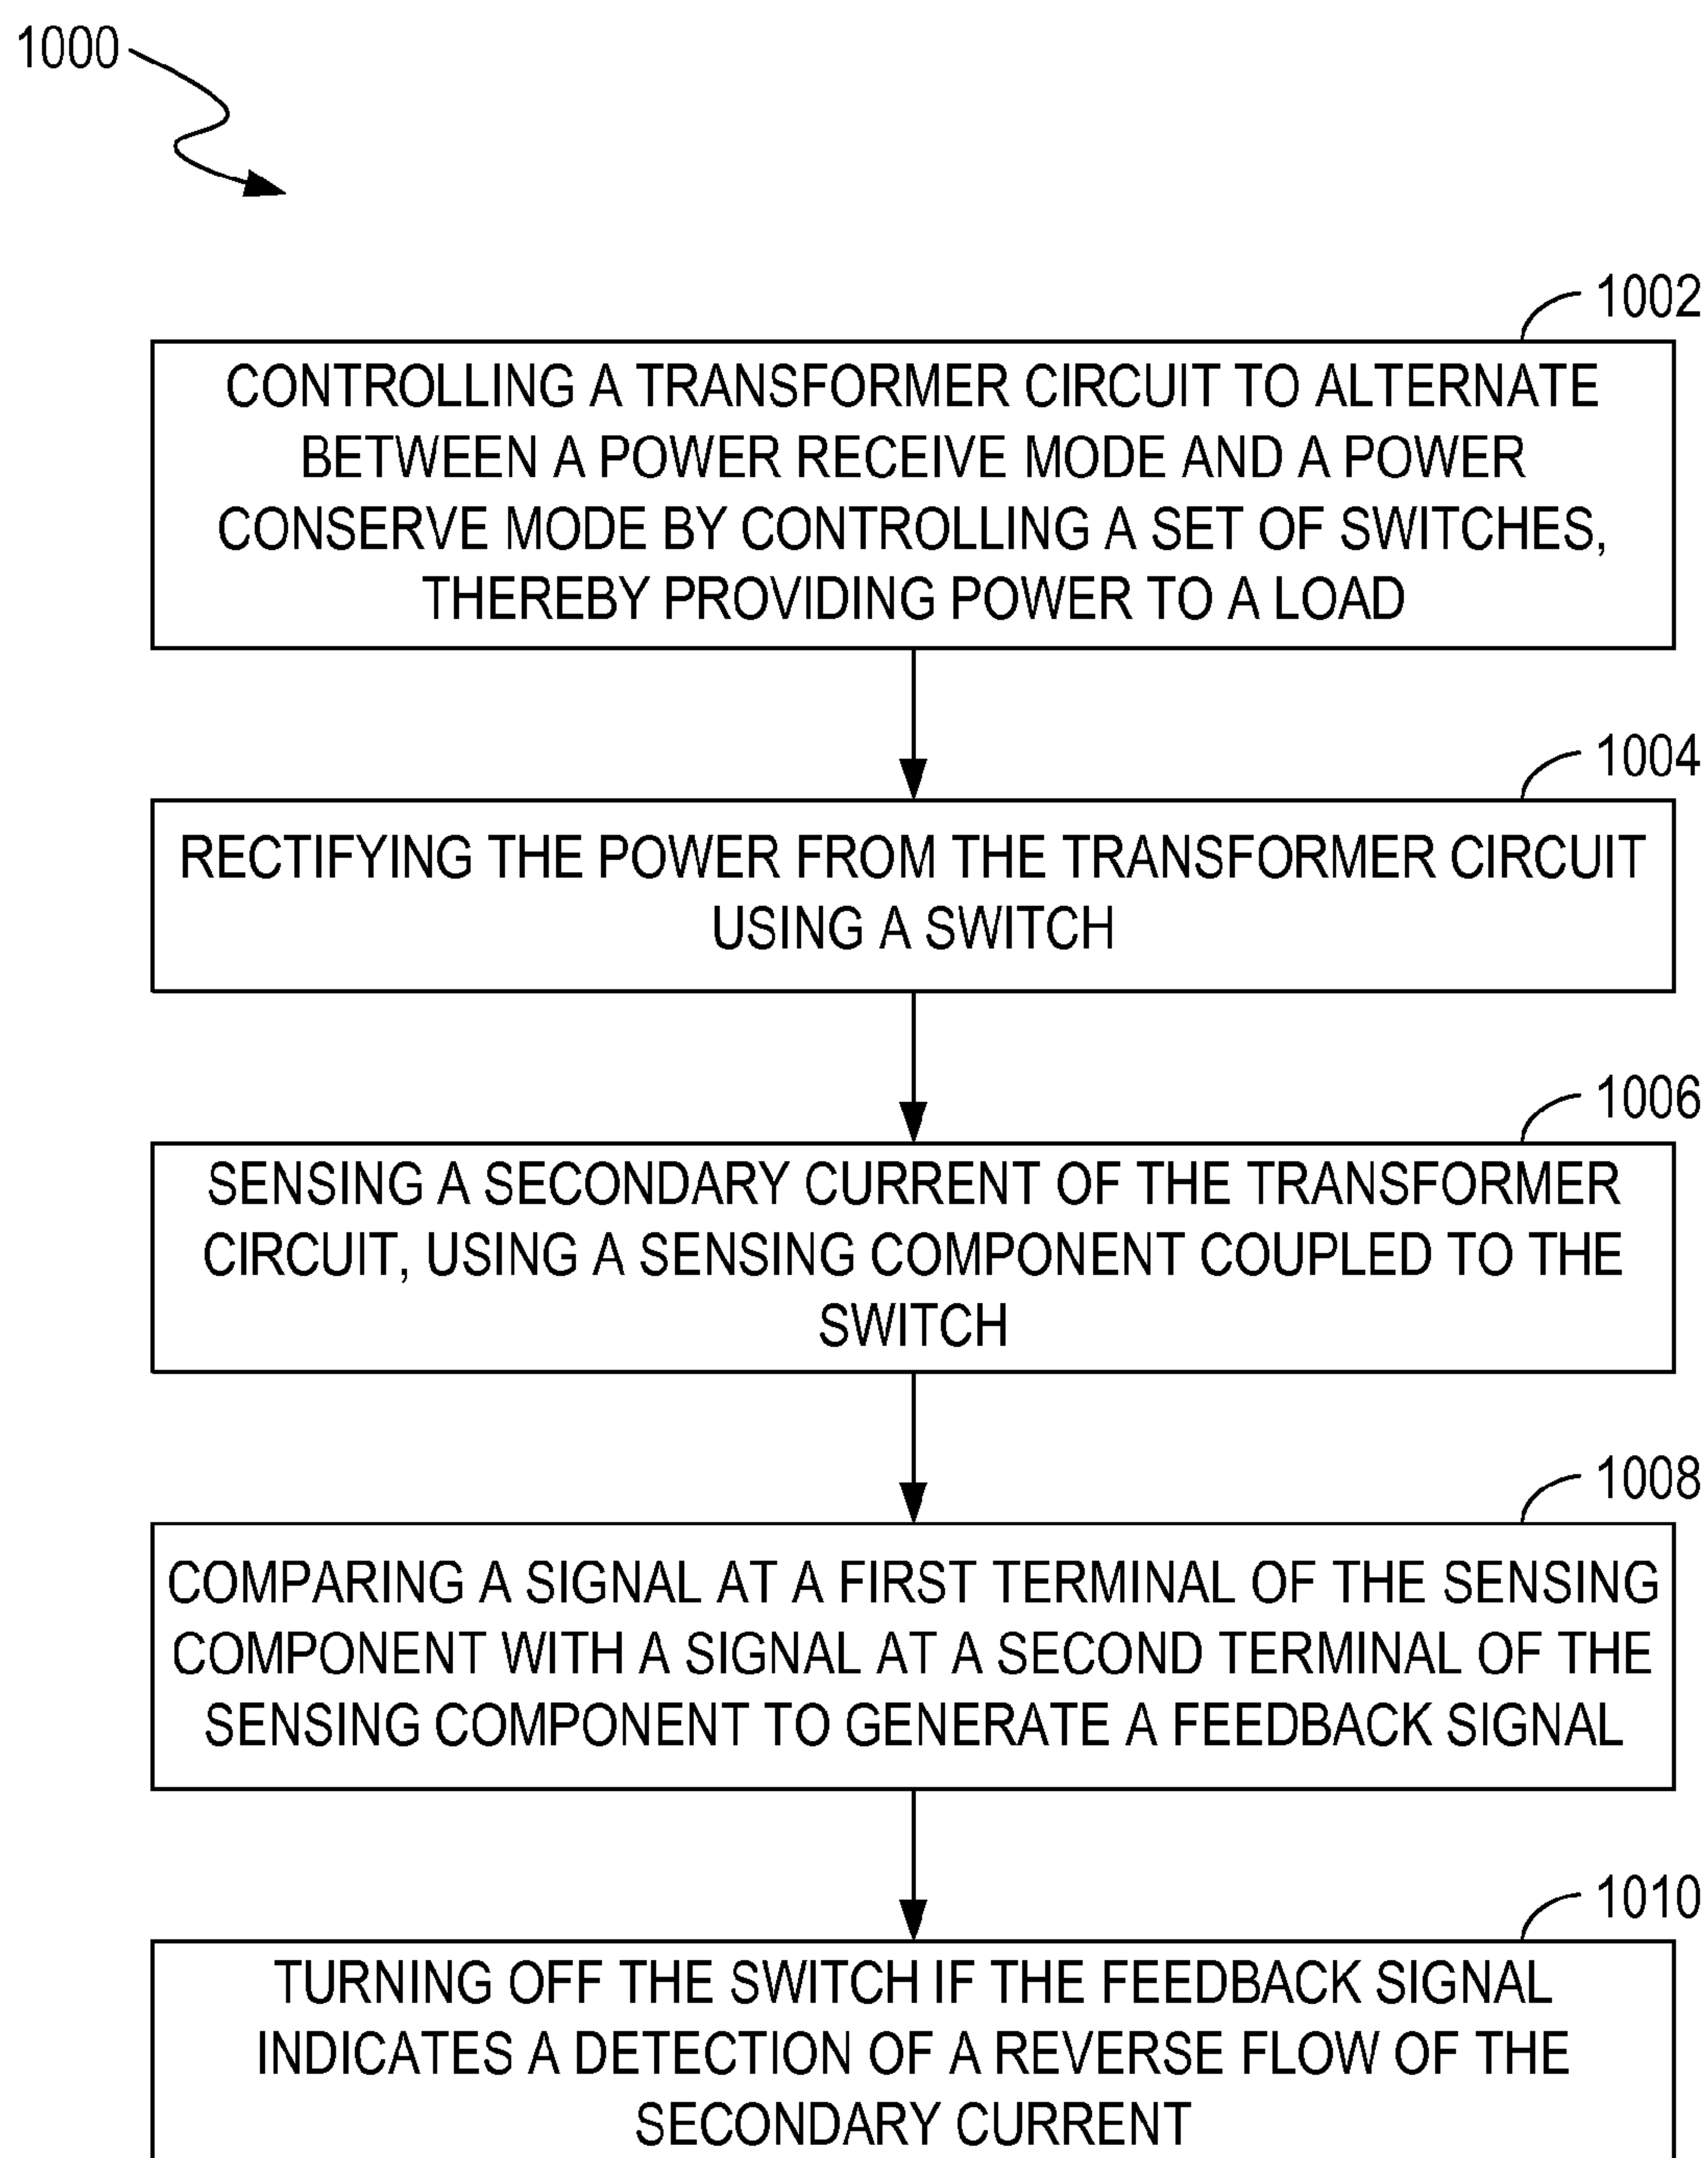 1000
1002
CONTROLLING A TRANSFORMER CIRCUIT TO ALTERNATE
BETWEEN A POWER RECEIVE MODE AND A POWER
CONSERVE MODE BY CONTROLLING A SET OF SWITCHES,
THEREBY PROVIDING POWER TO A LOAD
1004
RECTIFYING THE POWER FROM THE TRANSFORMER CIRCUIT
USING A SWITCH
1006
SENSING A SECONDARY CURRENT OF THE TRANSFORMER
CIRCUIT, USING A SENSING COMPONENT COUPLED TO THE
SWITCH
1008
COMPARING A SIGNAL AT A FIRST TERMINAL OF THE SENSING
COMPONENT WITH A SIGNAL AT A SECOND TERMINAL OF THE
SENSING COMPONENT TO GENERATE A FEEDBACK SIGNAL
1010
TURNING OFF THE SWITCH IF THE FEEDBACK SIGNAL
INDICATES A DETECTION OF A REVERSE FLOW OF THE
SECONDARY CURRENT